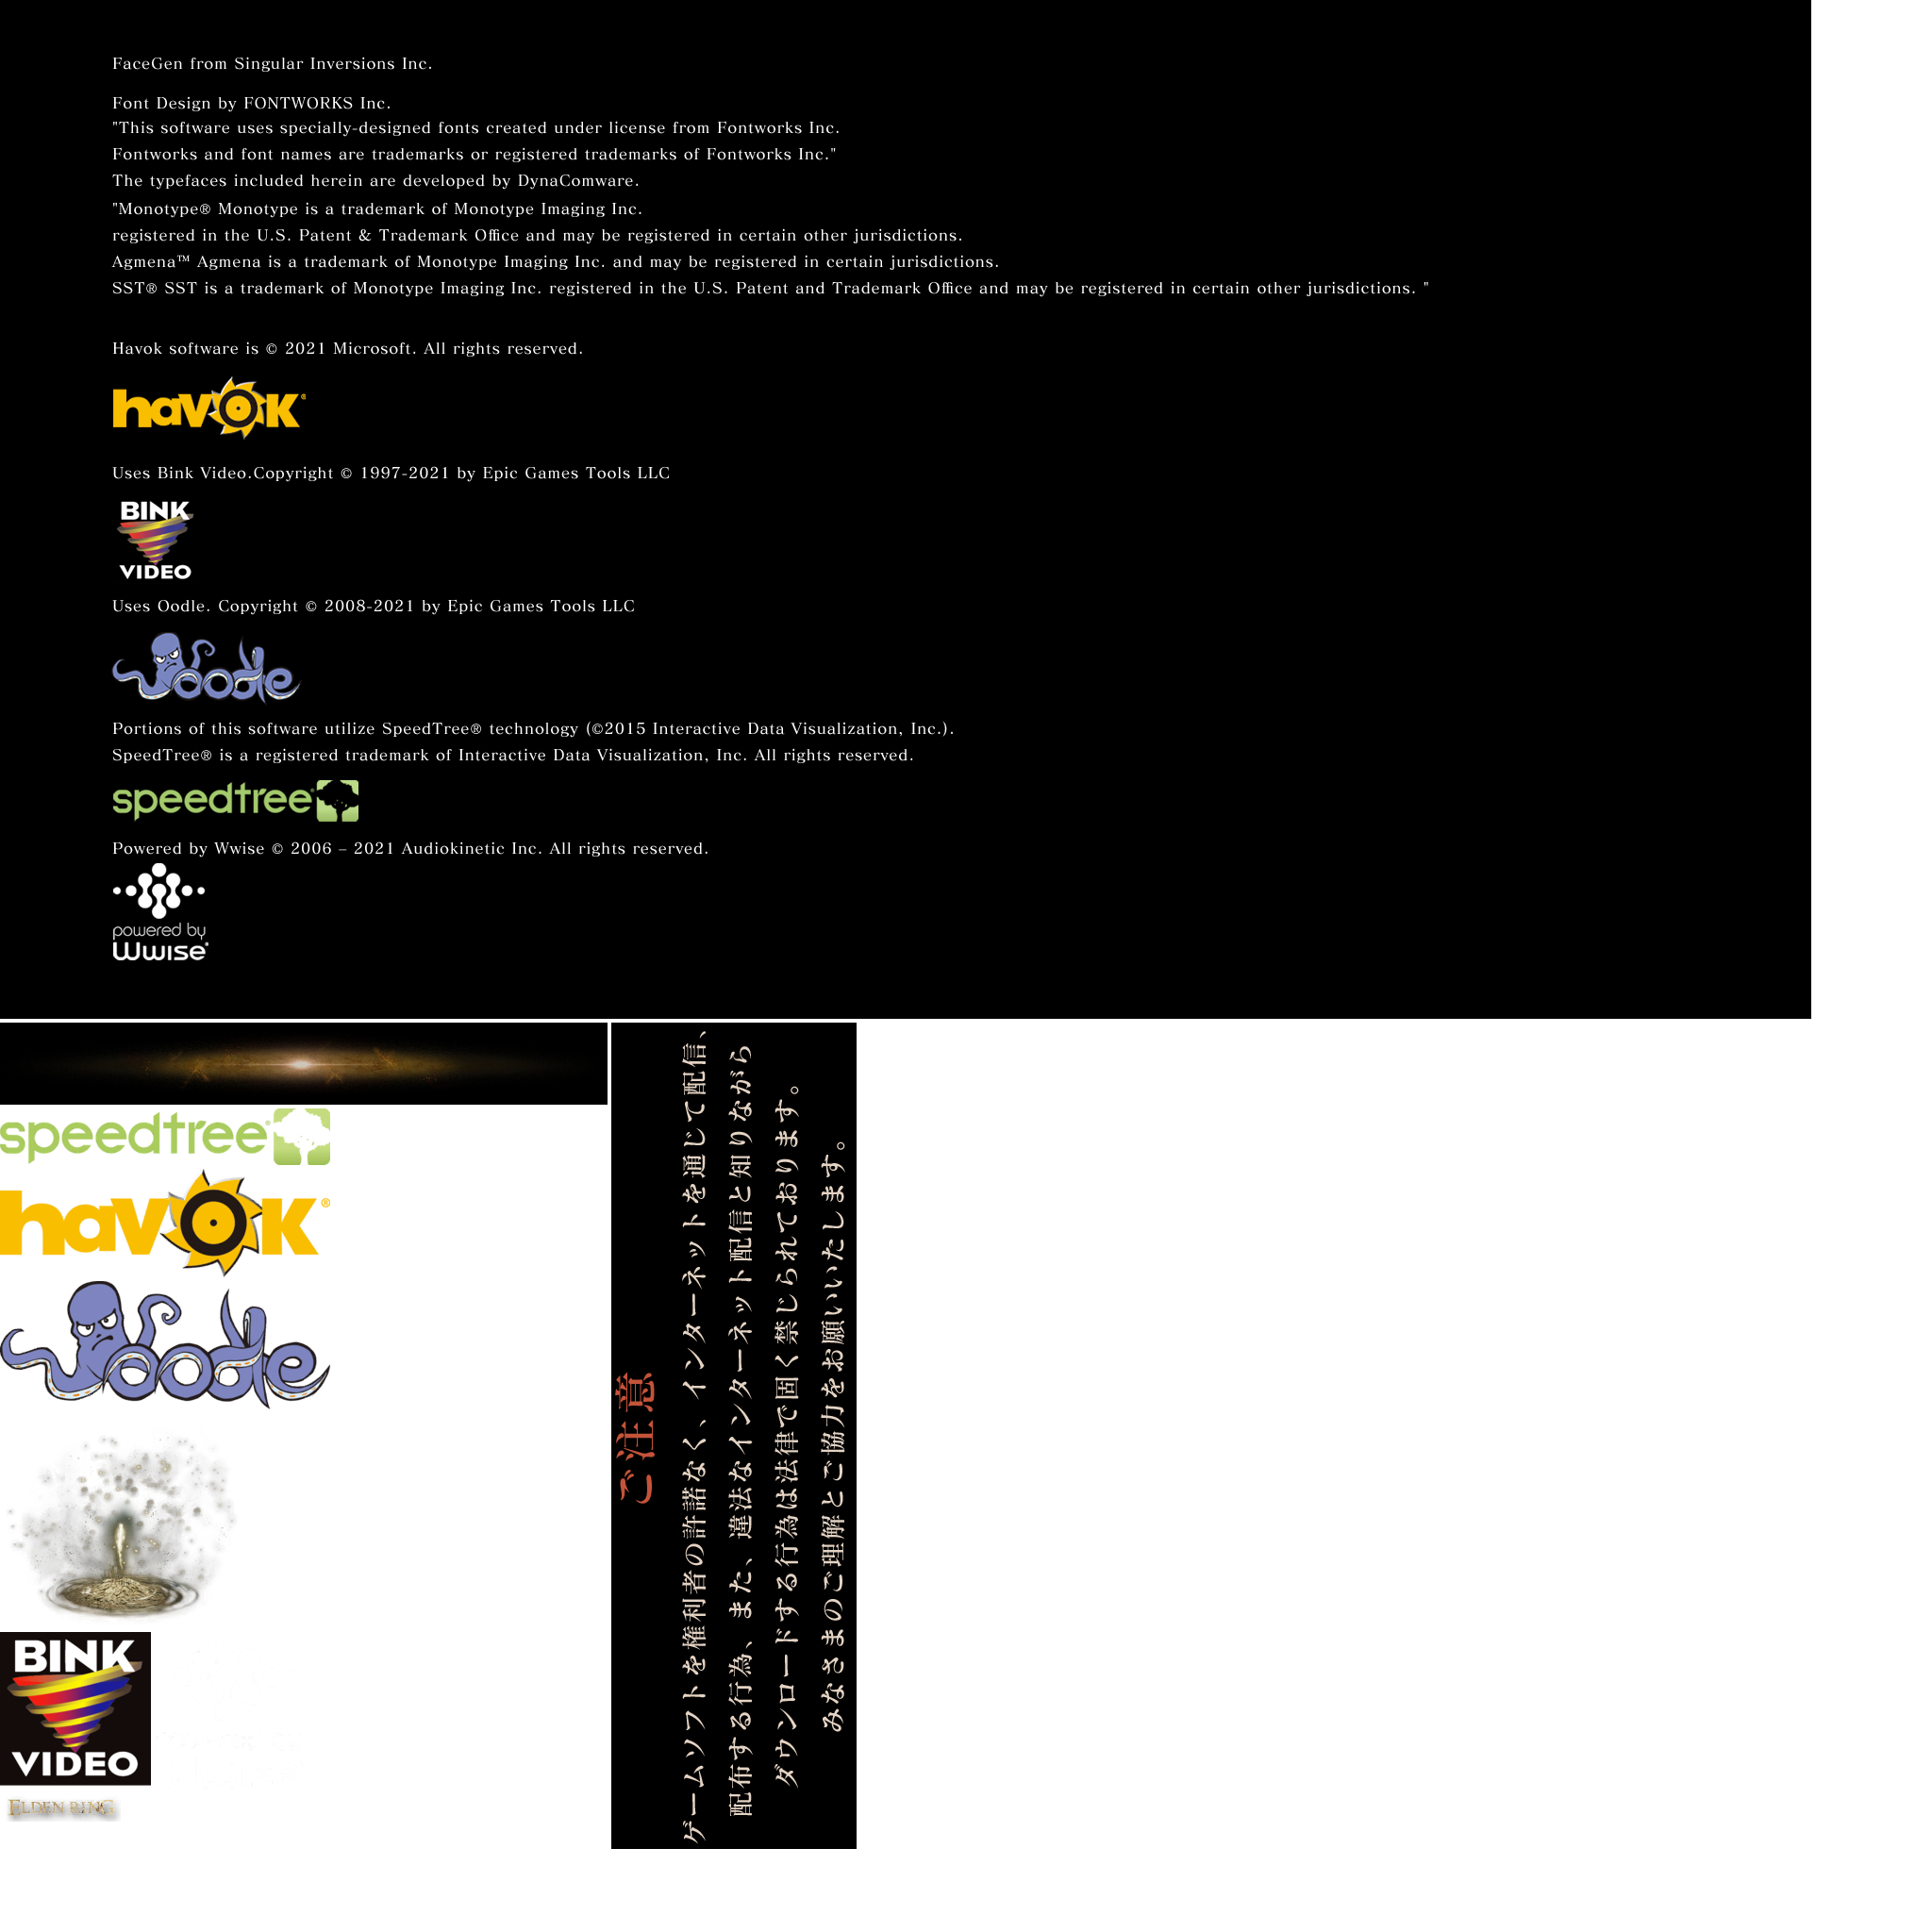 FaceGen from Singular Inversions Inc.
Font Design by FONTWORKS Inc.
"This software uses specially-designed fonts created under license from Fontworks Inc.
Fontworks and font names are trademarks or registered trademarks of Fontworks Inc."
The typefaces included herein are developed by DynaComware.
"Monotype® Monotype is a trademark of Monotype Imaging Inc.
registered in the U.S. Patent & Trademark Office and may be registered in certain other jurisdictions.
Agmena™ Agmena is a trademark of Monotype Imaging Inc. and may be registered in certain jurisdictions.
SST® SST is a trademark of Monotype Imaging Inc. registered in the U.S. Patent and Trademark Office and may be registered in certain other jurisdictions. "
Havok software is © 2021 Microsoft. All rights reserved.
havok®
Uses Bink Video.Copyright © 1997-2021 by Epic Games Tools LLC
BINK
VIDEO
Uses Oodle. Copyright © 2008-2021 by Epic Games Tools LLC
Oodle
Portions of this software utilize SpeedTree® technology (©2015 Interactive Data Visualization, Inc.).
SpeedTree® is a registered trademark of Interactive Data Visualization, Inc. All rights reserved.
speedtree®
Powered by Wwise © 2006 – 2021 Audiokinetic Inc. All rights reserved.
powered by
Wwise®
speedtree®
havok®
Oodle
BINK
VIDEO
ELDEN RING
ご注意
ゲームソフトを権利者の許諾なく、インターネットを通じて配信、
配布する行為、また、違法なインターネット配信と知りながら
ダウンロードする行為は法律で固く禁じられております。
みなさまのご理解とご協力をお願いいたします。